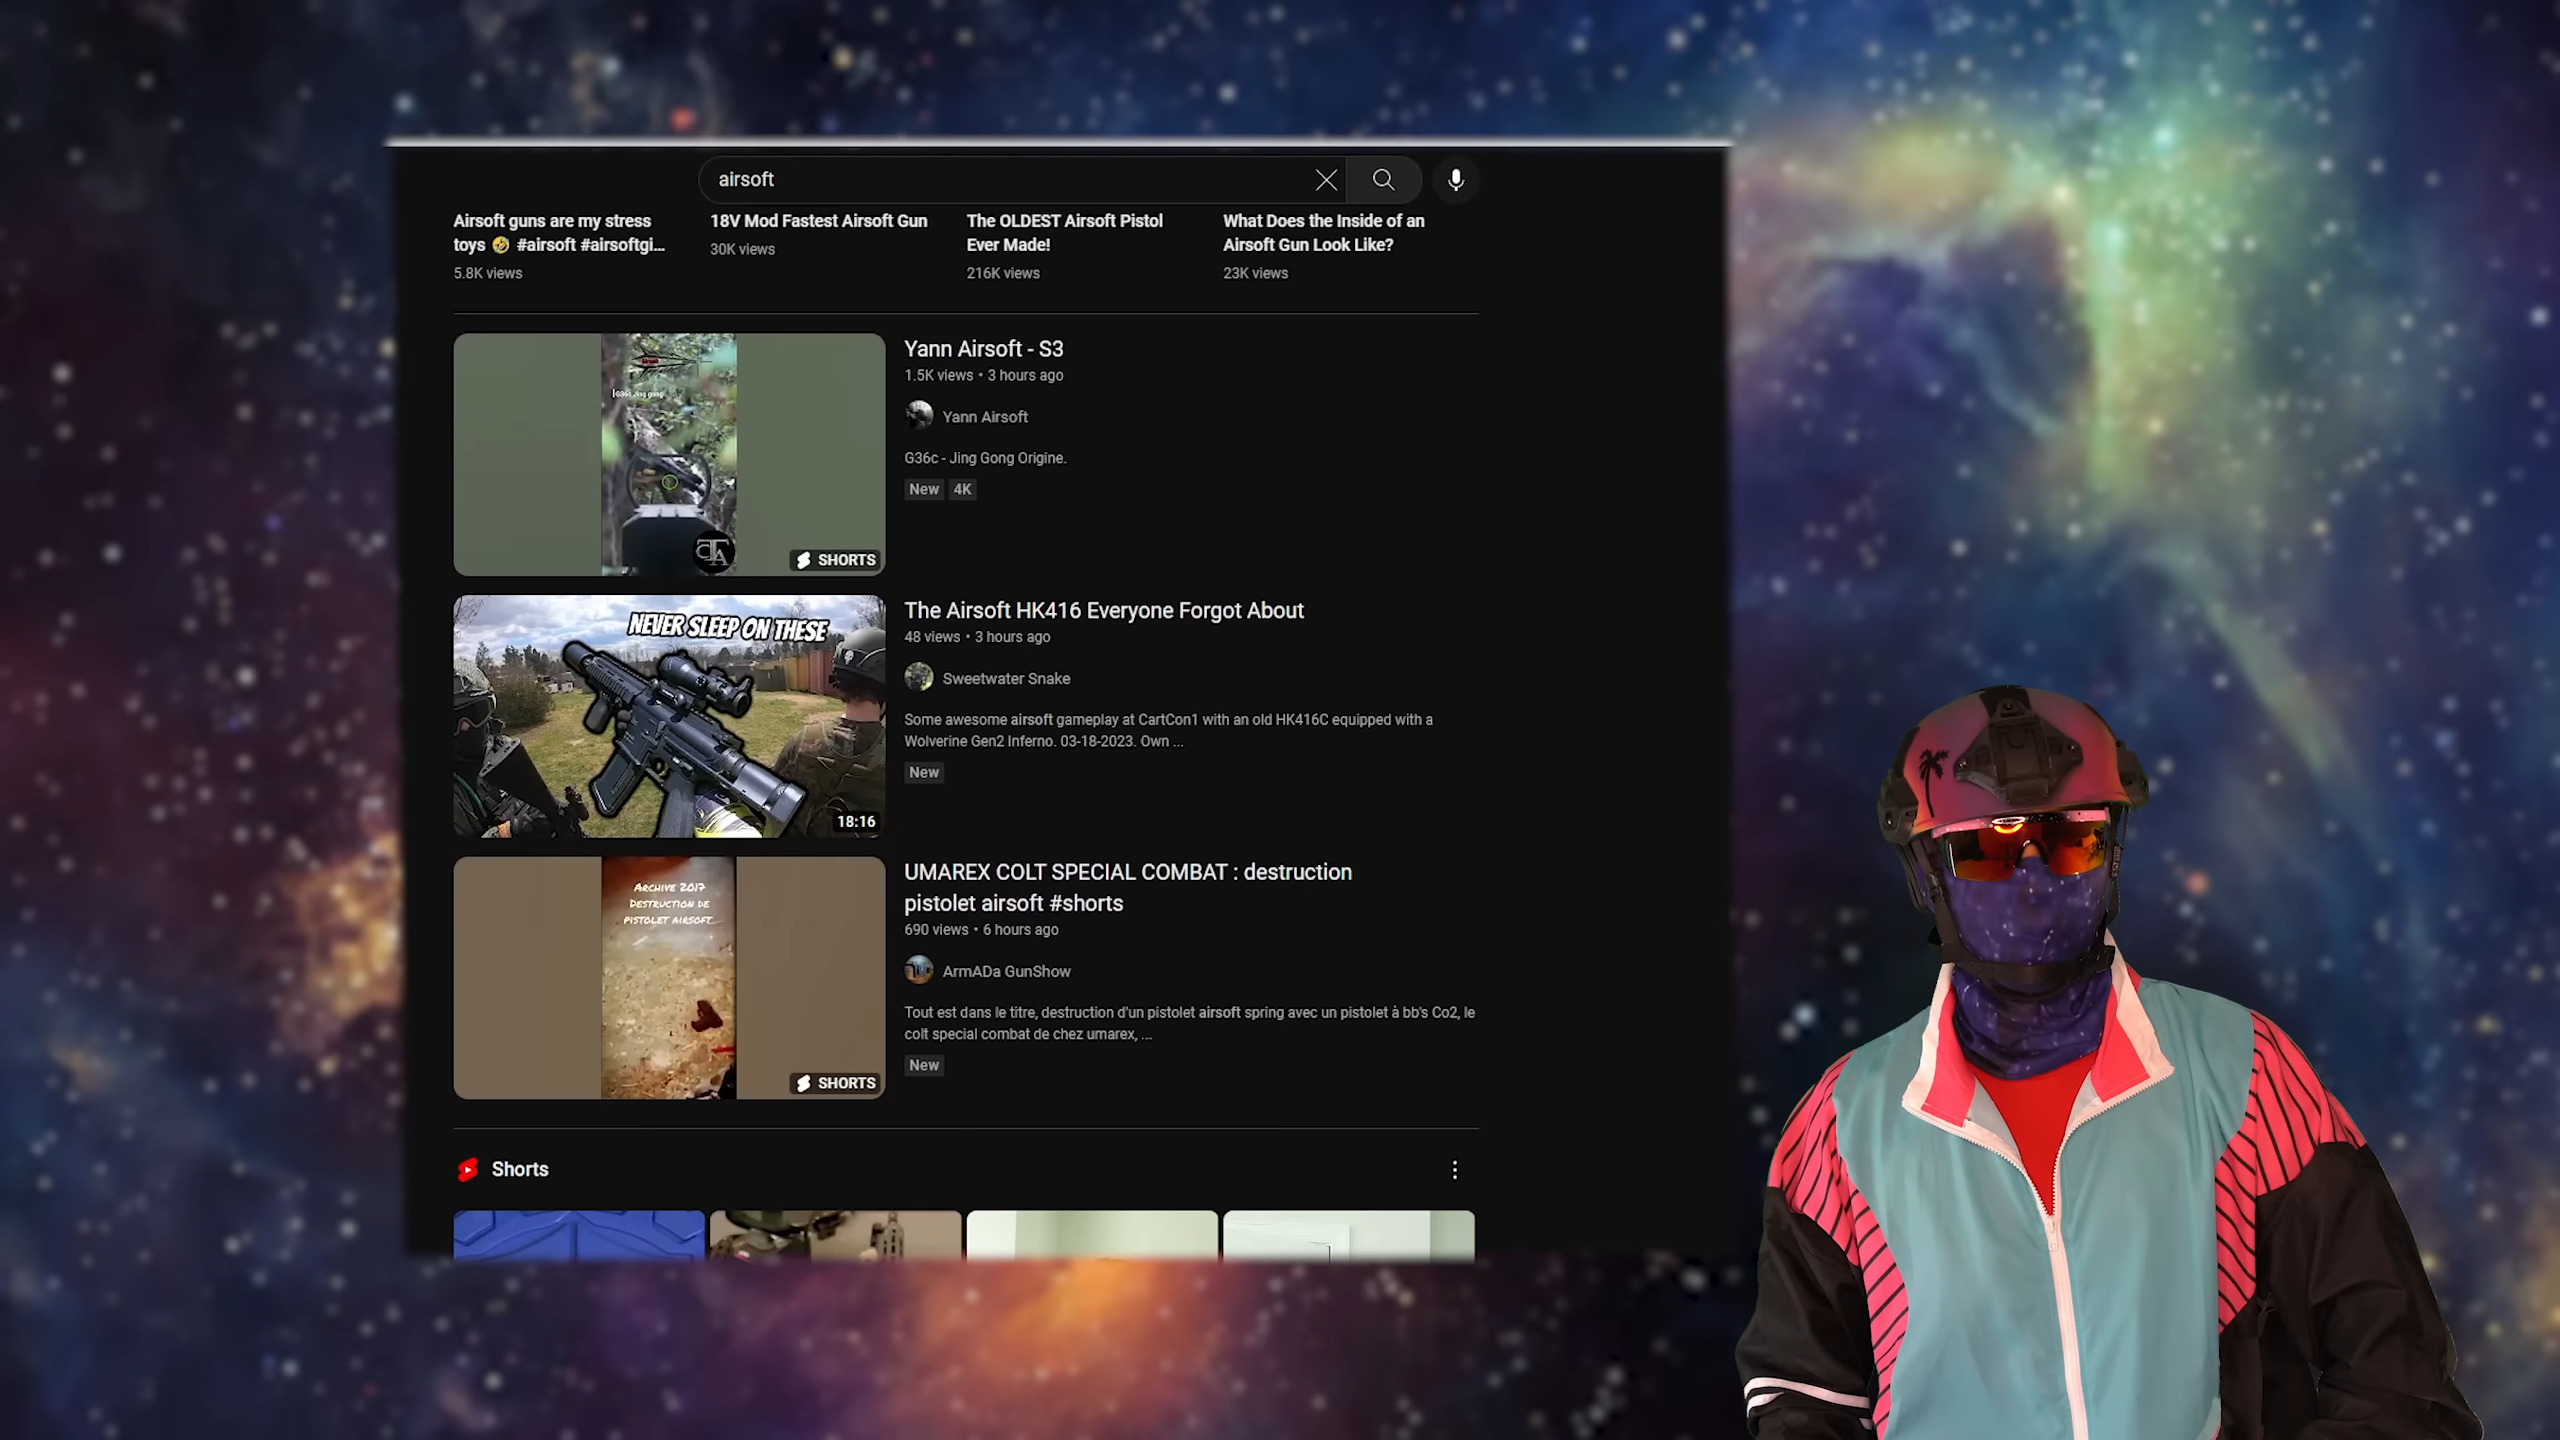 airsoft
Airsoft guns are my stress
toys 🤣 #airsoft #airsoftgi...
5.8K views
18V Mod Fastest Airsoft Gun
30K views
The OLDEST Airsoft Pistol
Ever Made!
216K views
What Does the Inside of an
Airsoft Gun Look Like?
23K views
[G36c Jing gong
CTA
SHORTS
Yann Airsoft - S3
1.5K views • 3 hours ago
Yann Airsoft
G36c - Jing Gong Origine.
New 4K
NEVER SLEEP ON THESE
18:16
The Airsoft HK416 Everyone Forgot About
48 views • 3 hours ago
Sweetwater Snake
Some awesome airsoft gameplay at CartCon1 with an old HK416C equipped with a
Wolverine Gen2 Inferno. 03-18-2023. Own ...
New
ARCHIVE 2017
DESTRUCTION DE
PISTOLET AIRSOFT...
SHORTS
UMAREX COLT SPECIAL COMBAT : destruction
pistolet airsoft #shorts
690 views • 6 hours ago
ArmADa GunShow
Tout est dans le titre, destruction d'un pistolet airsoft spring avec un pistolet à bb's Co2, le
colt special combat de chez umarex, ...
New
Shorts